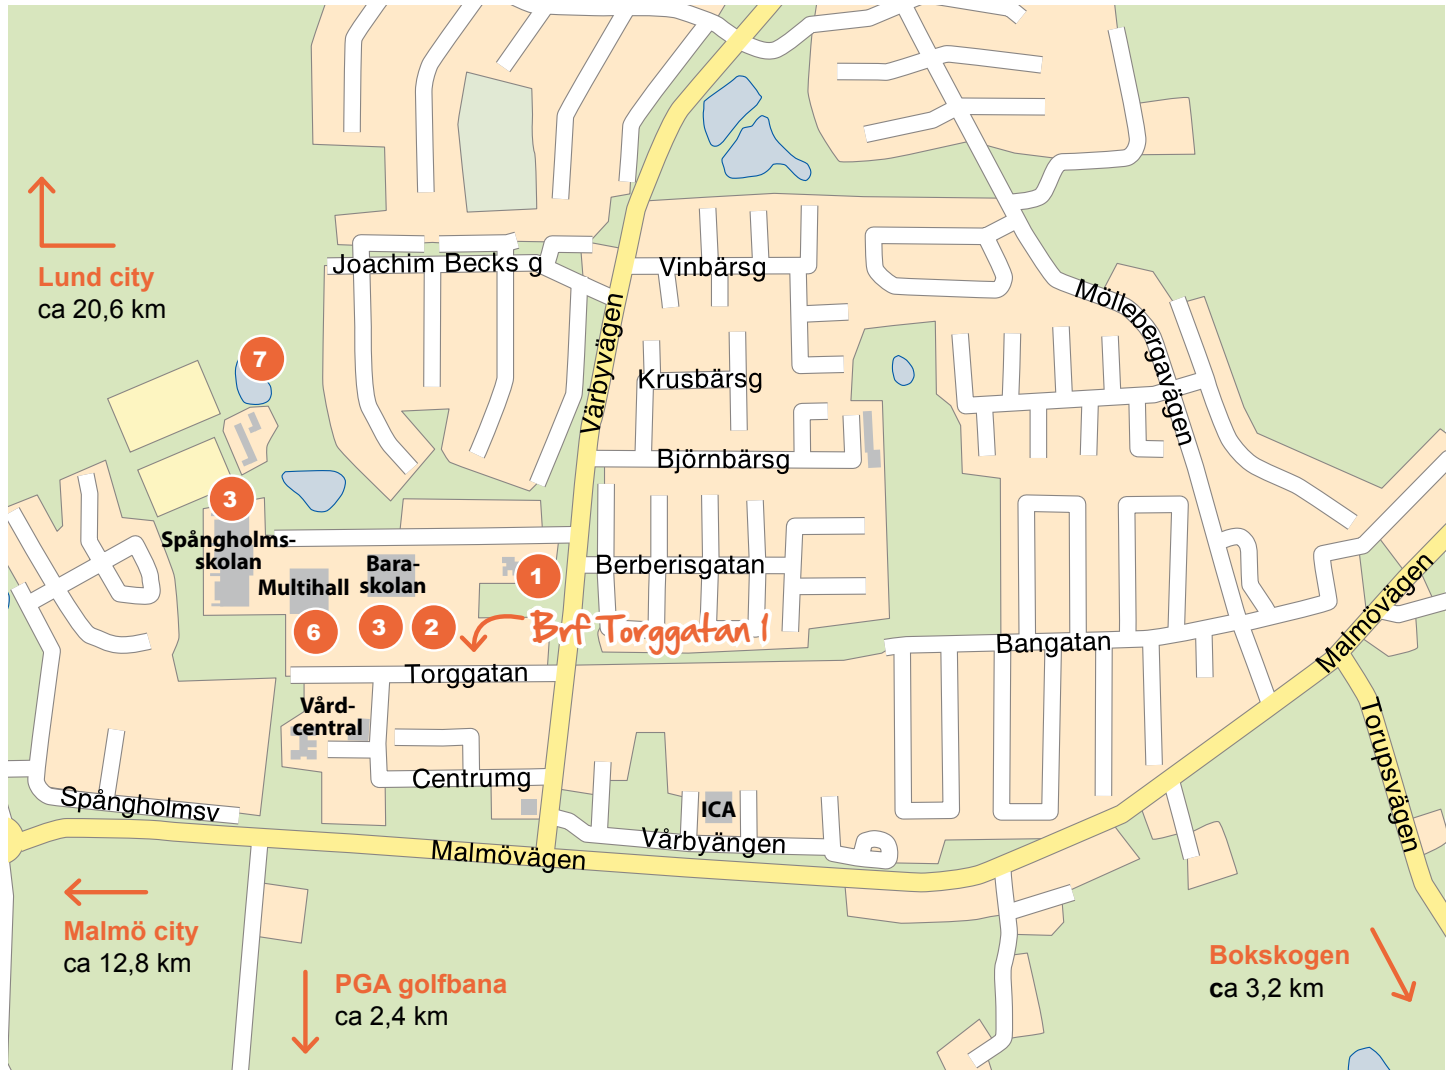 Lund city
ca 20,6 km
Joachim Becks g
Vinbärsg
Möllebergavägen
Värbyvägen
7
Krusbärsg
Björnbärsg
3
Spångholms-
skolan
Multihall
Bara-
skolan
1
Berberisgatan
6
3
2
Brf Torggatan 1
Bangatan
Malmövägen
Torggatan
Vård-
central
Torupsvägen
Centrumg
Spångholmsv
ICA
Vårbyängen
Malmövägen
Malmö city
ca 12,8 km
PGA golfbana
ca 2,4 km
Bokskogen
ca 3,2 km